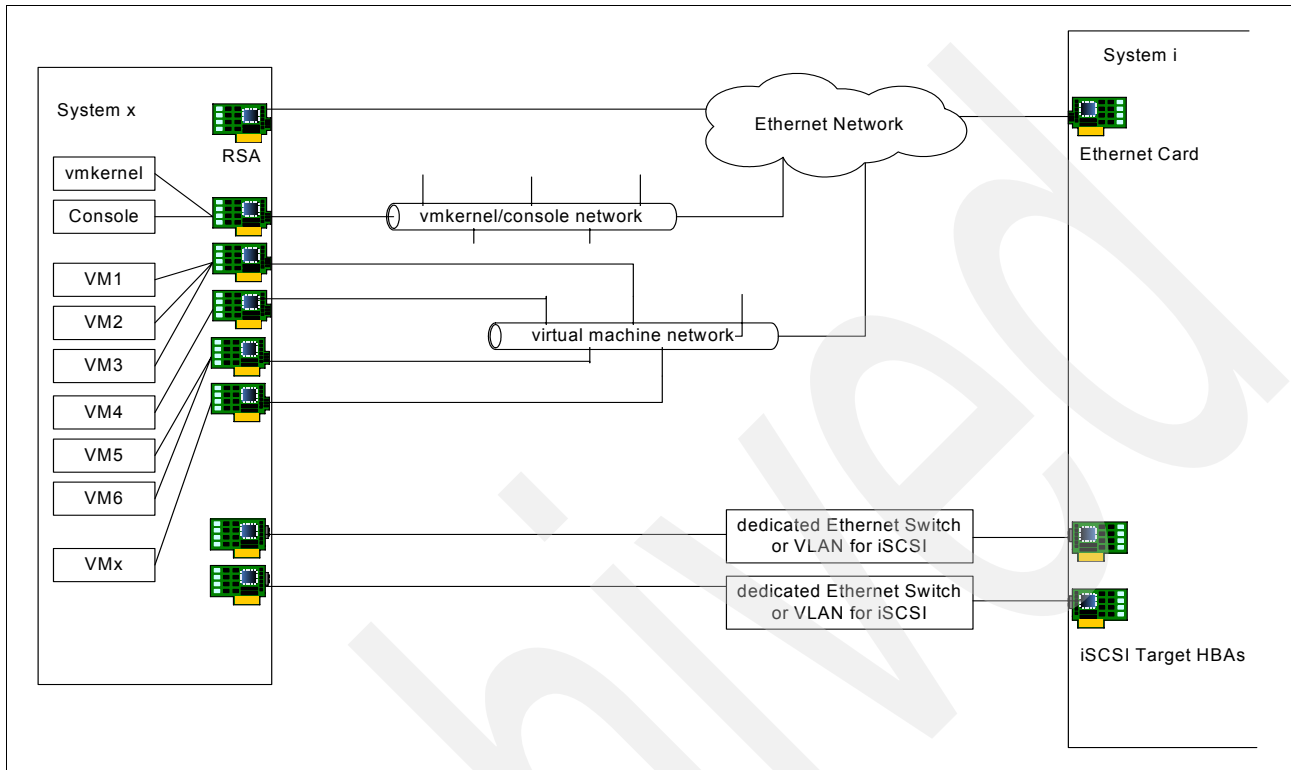 System i
System x
Ethernet Network
RSA
Ethernet Card
vmkernel
Console
vmkernel/console network
VM1
VM2
virtual machine network
VM3
VM4
VM5
VM6
VMx
dedicated Ethernet Switch
or VLAN for iSCSI
dedicated Ethernet Switch
or VLAN for iSCSI
iSCSI Target HBAs
hived